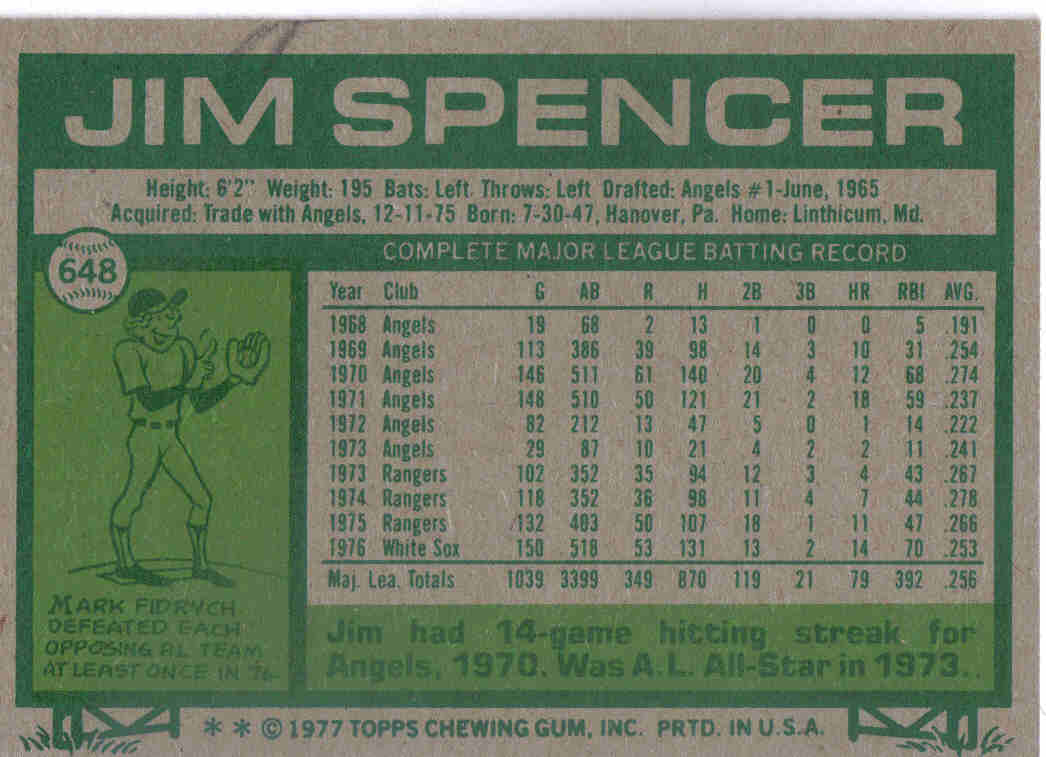 JIM SPENCER
Height: 6'2" Weight: 195 Bats: Left Throws: Left Drafted: Angels #1-June, 1965
Acquired: Trade with Angels, 12-11-75 Born: 7-30-47, Hanover, Pa. Home: Linthicum, Md.
648
COMPLETE MAJOR LEAGUE BATTING RECORD
Year Club G AB R H 2B 3B HR RBI AVG.
1968 Angels 19 68 2 13 1 0 0 5 .191
1969 Angels 113 386 39 98 14 3 10 31 .254
1970 Angels 146 511 61 140 20 4 12 68 .274
1971 Angels 148 510 50 121 21 2 18 59 .237
1972 Angels 82 212 13 47 5 0 1 14 .222
1973 Angels 29 87 10 21 4 2 2 11 .241
1973 Rangers 102 352 35 94 12 3 4 43 .267
1974 Rangers 118 352 36 98 11 4 7 44 .278
1975 Rangers 132 403 50 107 18 1 11 47 .266
1976 White Sox 150 518 53 131 13 2 14 70 .253
Maj. Lea. Totals 1039 3399 349 870 119 21 79 392 .256
MARK FIDRYCH
DEFEATED EACH
OPPOSING AL TEAM
AT LEAST ONCE IN '76
Jim had 14-game hitting streak for
Angels, 1970. Was A.L. All-Star in 1973.
* * © 1977 TOPPS CHEWING GUM, INC. PRTD. IN U.S.A.